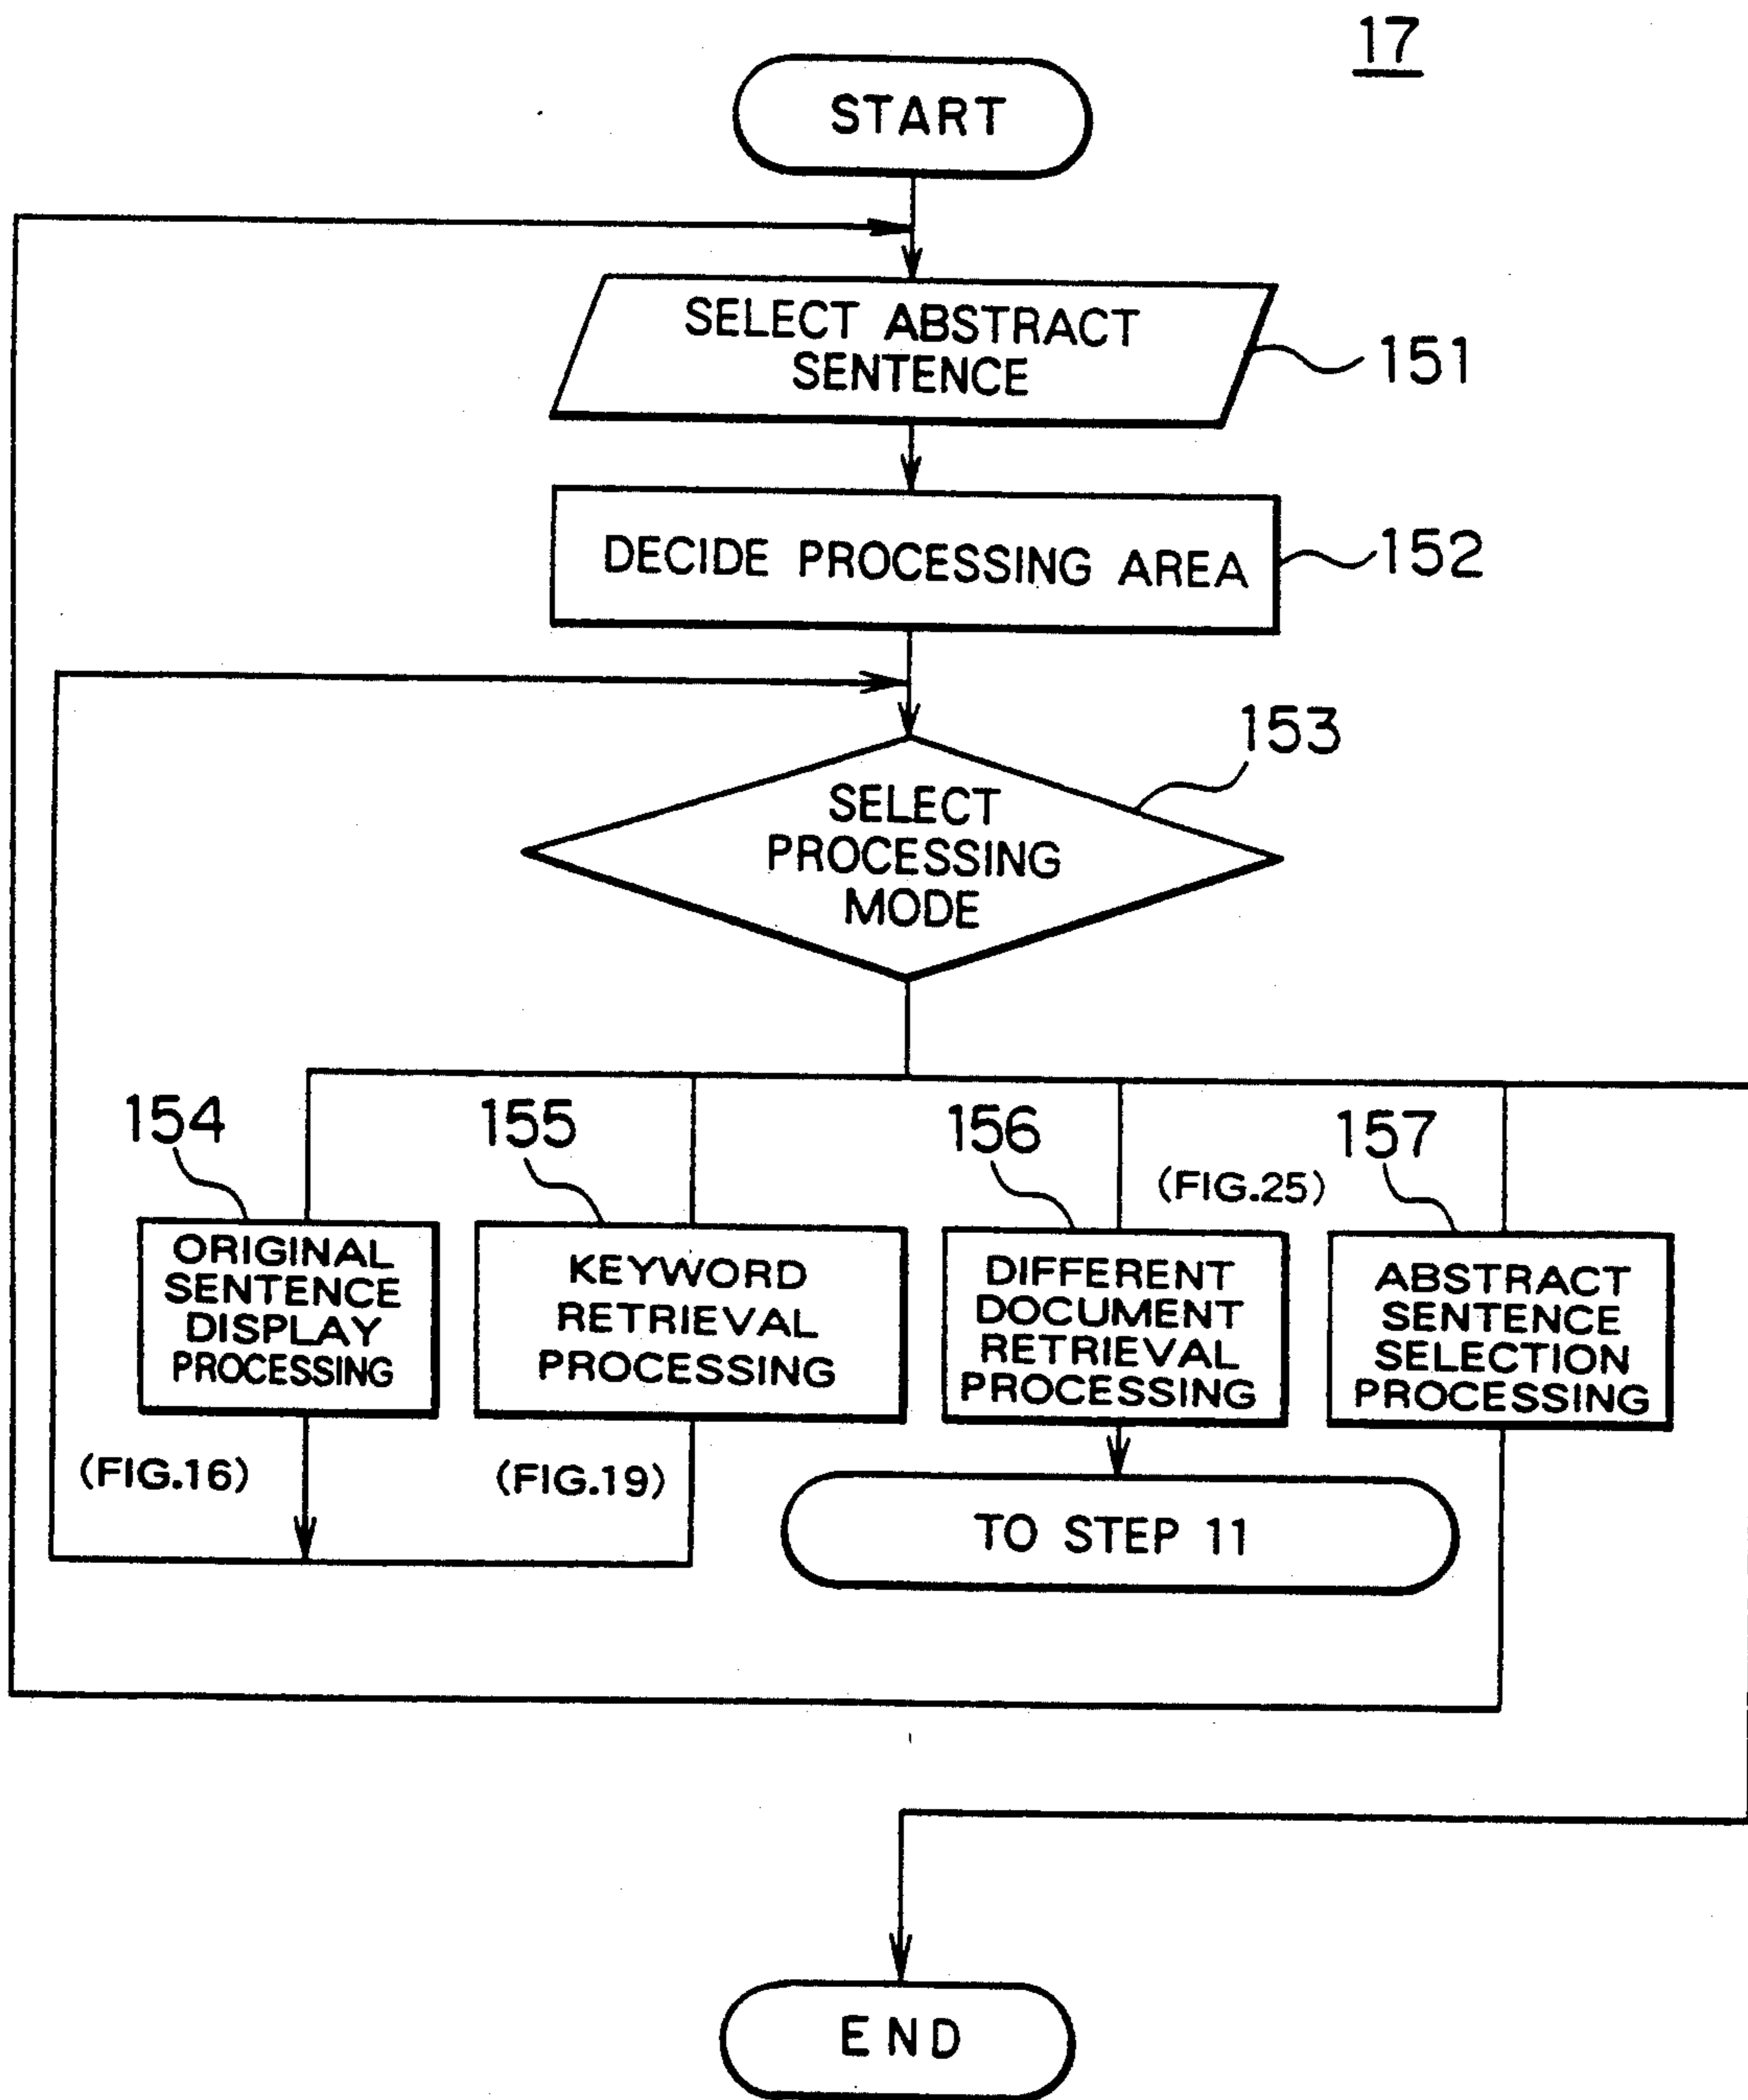 17
START
SELECT ABSTRACT
SENTENCE
151
DECIDE PROCESSING AREA
152
153
SELECT
PROCESSING
MODE
154
155
156
(FIG.25)
157
ORIGINAL
SENTENCE
DISPLAY
PROCESSING
KEYWORD
RETRIEVAL
PROCESSING
DIFFERENT
DOCUMENT
RETRIEVAL
PROCESSING
ABSTRACT
SENTENCE
SELECTION
PROCESSING
(FIG.16)
(FIG.19)
TO STEP 11
END